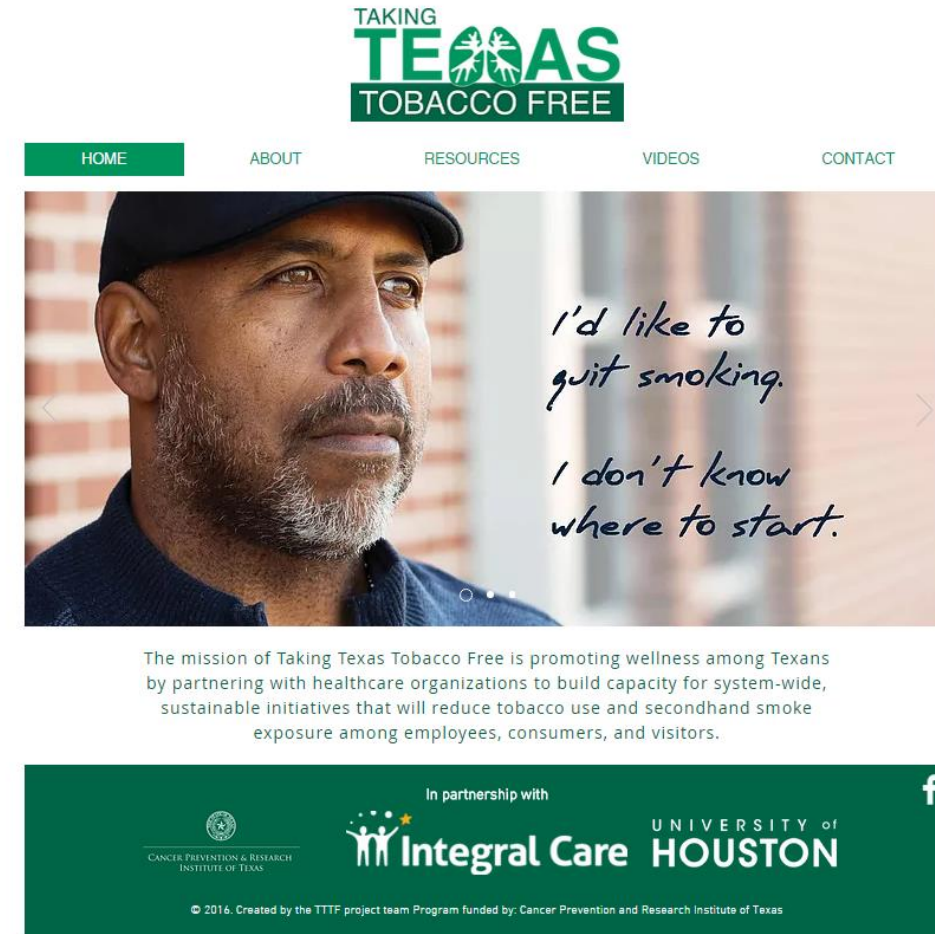 TAKING
TEXAS
TOBACCO FREE
HOME ABOUT RESOURCES VIDEOS CONTACT
I'd like to
quit smoking.
I don't know
where to start.
The mission of Taking Texas Tobacco Free is promoting wellness among Texans
by partnering with healthcare organizations to build capacity for system-wide,
sustainable initiatives that will reduce tobacco use and secondhand smoke
exposure among employees, consumers, and visitors.
In partnership with
CANCER PREVENTION & RESEARCH
INSTITUTE OF TEXAS
Integral Care
UNIVERSITY of
HOUSTON
© 2016. Created by the TTTF project team Program funded by: Cancer Prevention and Research Institute of Texas